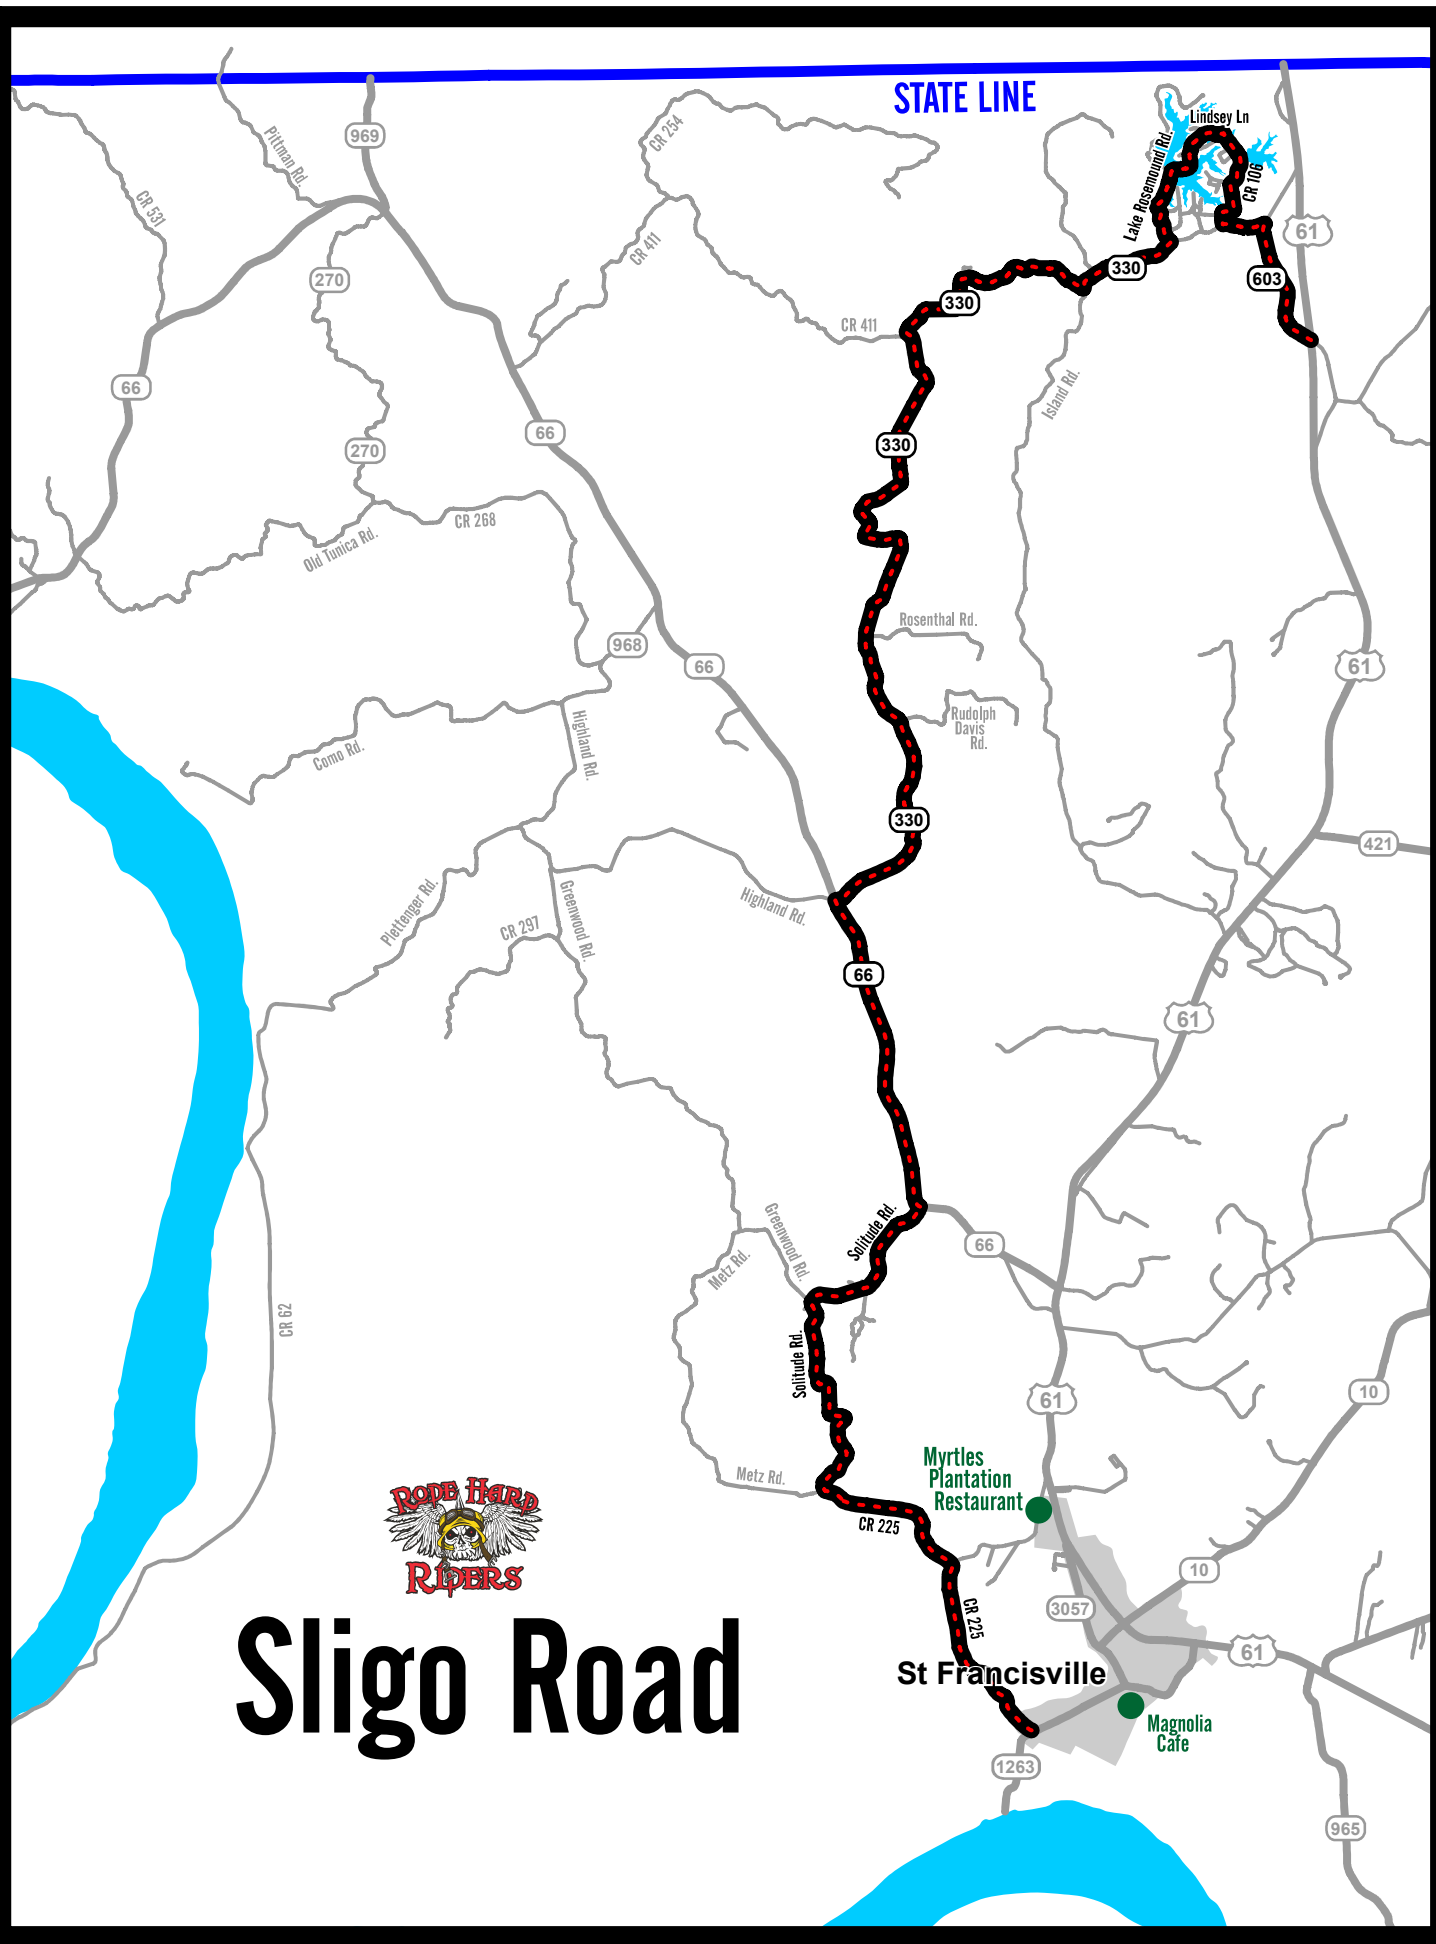 STATE LINE
Lindsey Ln
Lake Rosemound Rd.
CR 106
969
Pittman Rd.
CR 254
CR 531
CR 411
61
270
330
603
330
CR 411
66
Island Rd.
66
330
270
CR 268
Old Tunica Rd.
Rosenthal Rd.
968
66
61
Rudolph
Davis
Rd.
Highland Rd.
Como Rd.
330
421
Plettenger Rd.
Greenwood Rd.
Highland Rd.
CR 297
66
61
Solitude Rd.
Greenwood Rd.
66
Metz Rd.
CR 62
Solitude Rd.
10
61
Myrtles
Plantation
Restaurant
Metz Rd.
CR 225
Rode Hard
Riders
10
3057
CR 225
61
Sligo Road
St Francisville
Magnolia
Cafe
1263
965